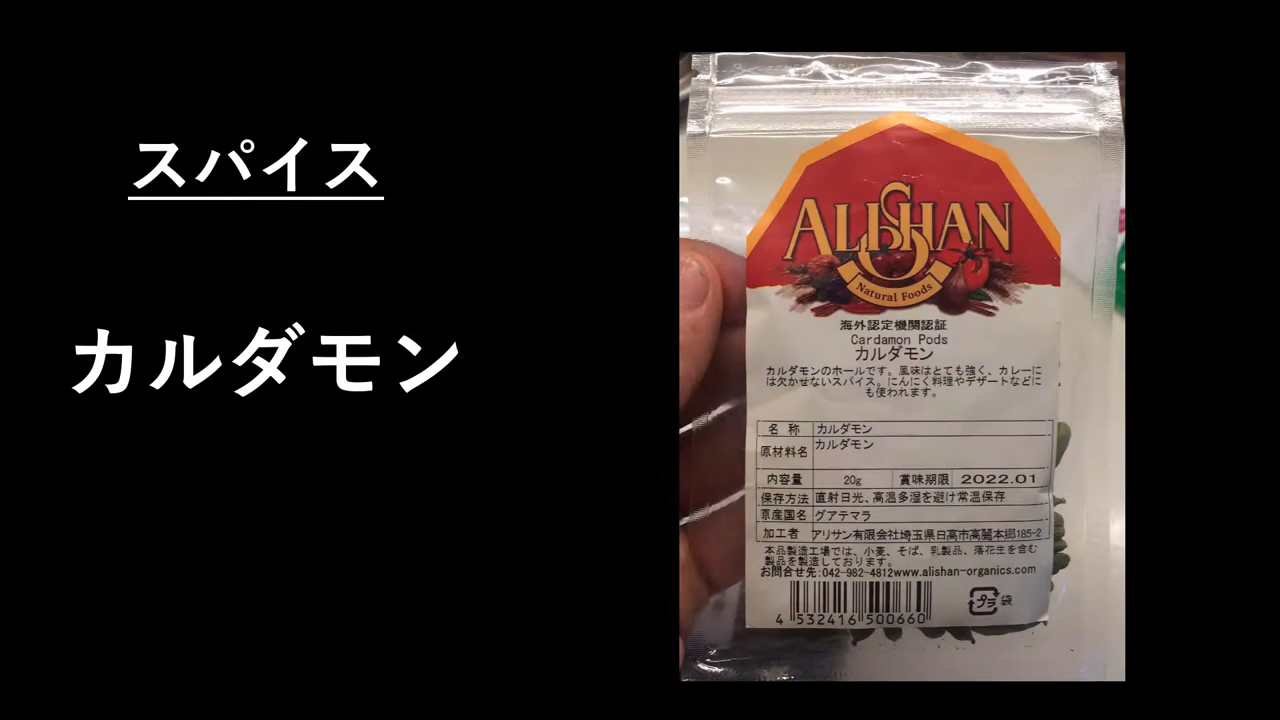 スパイス
カルダモン
ALISHAN
Natural Foods
海外認定機関認証
Cardamon Pods
カルダモン
カルダモンのホールです。風味はとても強く、カレーに
は欠かせないスパイス。にんにく料理やデザートなどに
も使われます。
名 称 カルダモン
原材料名 カルダモン
内容量 20g 賞味期限 2022.01
保存方法 直射日光、高温多湿を避け常温保存
原産国名 グアテマラ
加工者 アリサン有限会社埼玉県日高市高麗本郷185-2
本品製造工場では、小麦、そば、乳製品、落花生を含む
製品を製造しております。
お問合せ先:042-982-4812www.alishan-organics.com
4 532416 500660
プラ 袋